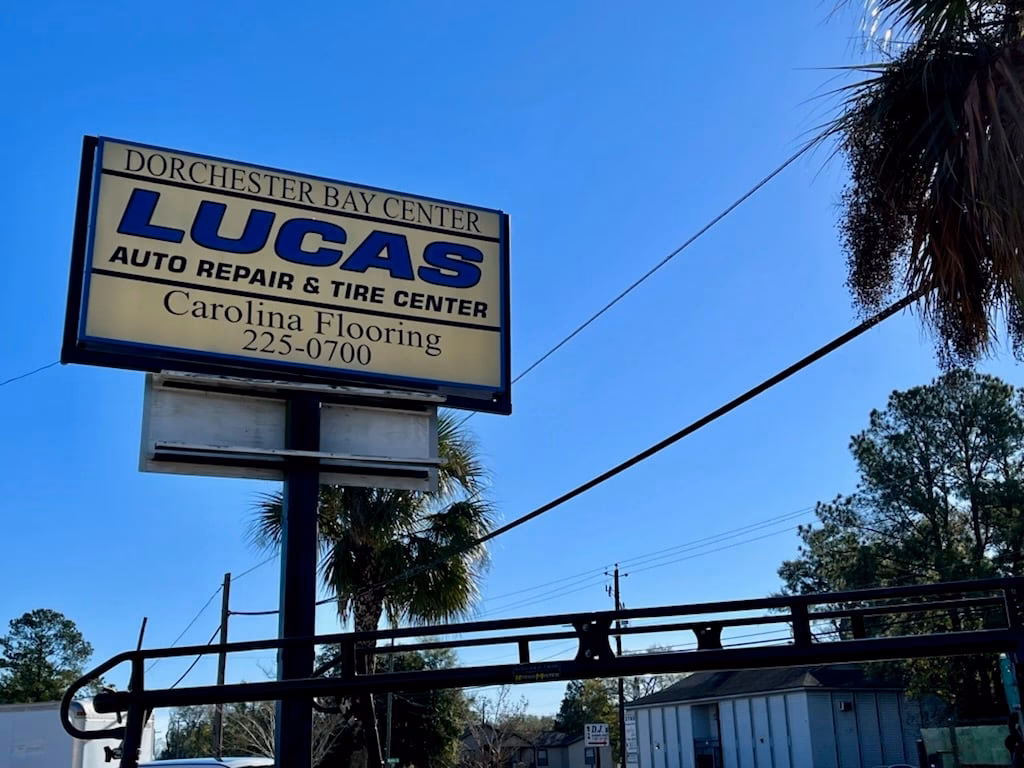 DORCHESTER BAY CENTER
LUCAS
AUTO REPAIR & TIRE CENTER
Carolina Flooring
225-0700
D.J.